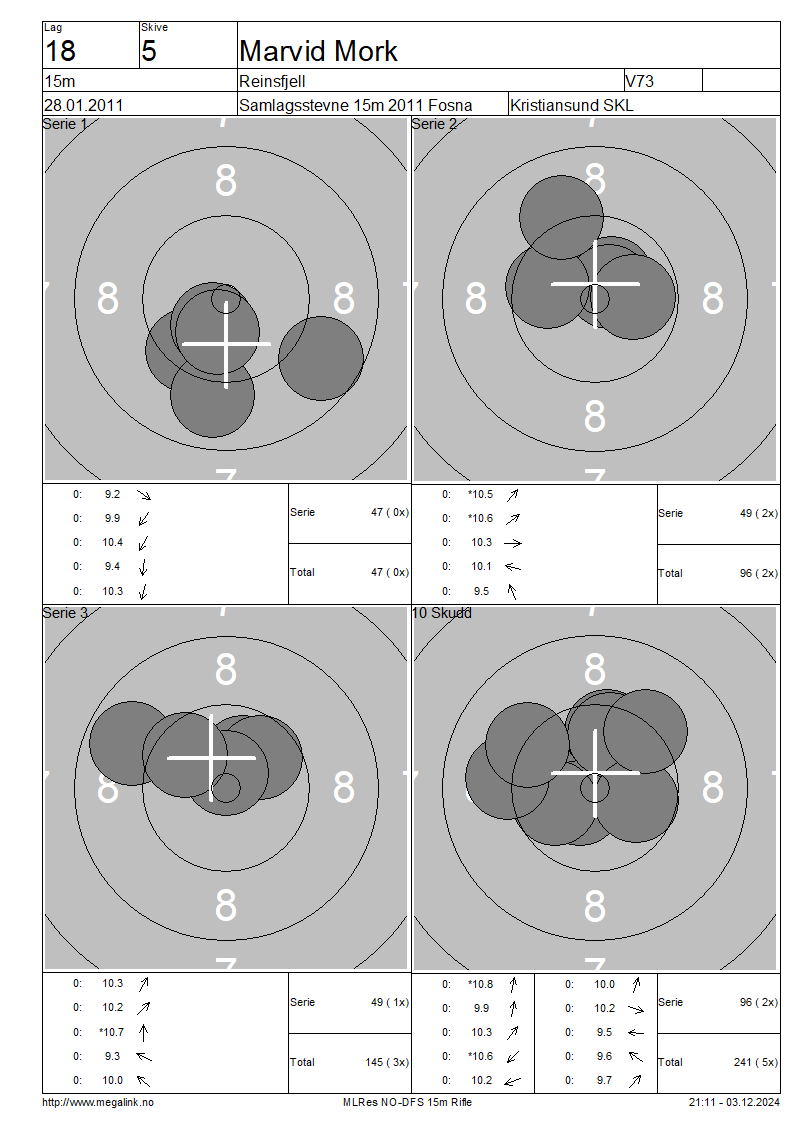 Lag
Skive
18
5
Marvid Mork
15m
Reinsfjell
V73
28.01.2011
Samlagsstevne 15m 2011 Fosna
Kristiansund SKL
Serie 1
7
8
7
8
8
7
0: 9.2
0: 9.9
0: 10.4
0: 9.4
0: 10.3
Serie 47 ( 0x)
Total 47 ( 0x)
Serie 2
7
8
8
8
7
8
7
0: *10.5
0: *10.6
0: 10.3
0: 10.1
0: 9.5
Serie 49 ( 2x)
Total 96 ( 2x)
Serie 3
7
8
7
8
8
8
7
0: 10.3
0: 10.2
0: *10.7
0: 9.3
0: 10.0
Serie 49 ( 1x)
Total 145 ( 3x)
10 Skudd
7
8
7
8
7
8
7
0: *10.8
0: 9.9
0: 10.3
0: *10.6
0: 10.2
0: 10.0
0: 10.2
0: 9.5
0: 9.6
0: 9.7
Serie 96 ( 2x)
Total 241 ( 5x)
http://www.megalink.no
MLRes NO-DFS 15m Rifle
21:11 - 03.12.2024